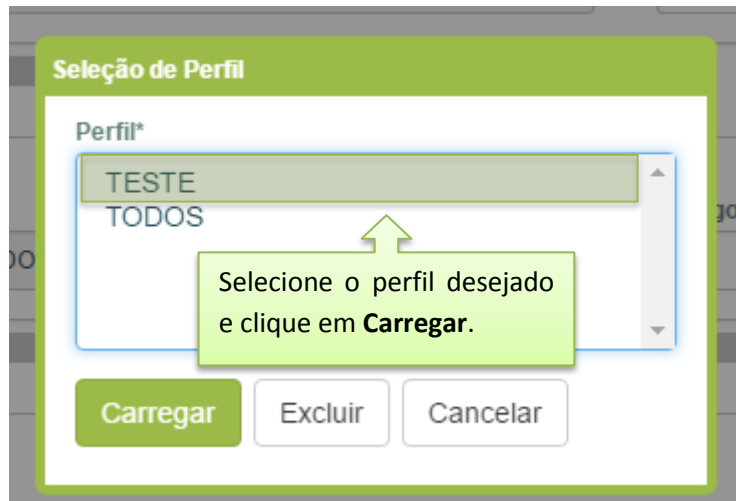 Seleção de Perfil
Perfil*
TESTE
TODOS
Selecione o perfil desejado
e clique em Carregar.
Carregar Excluir Cancelar